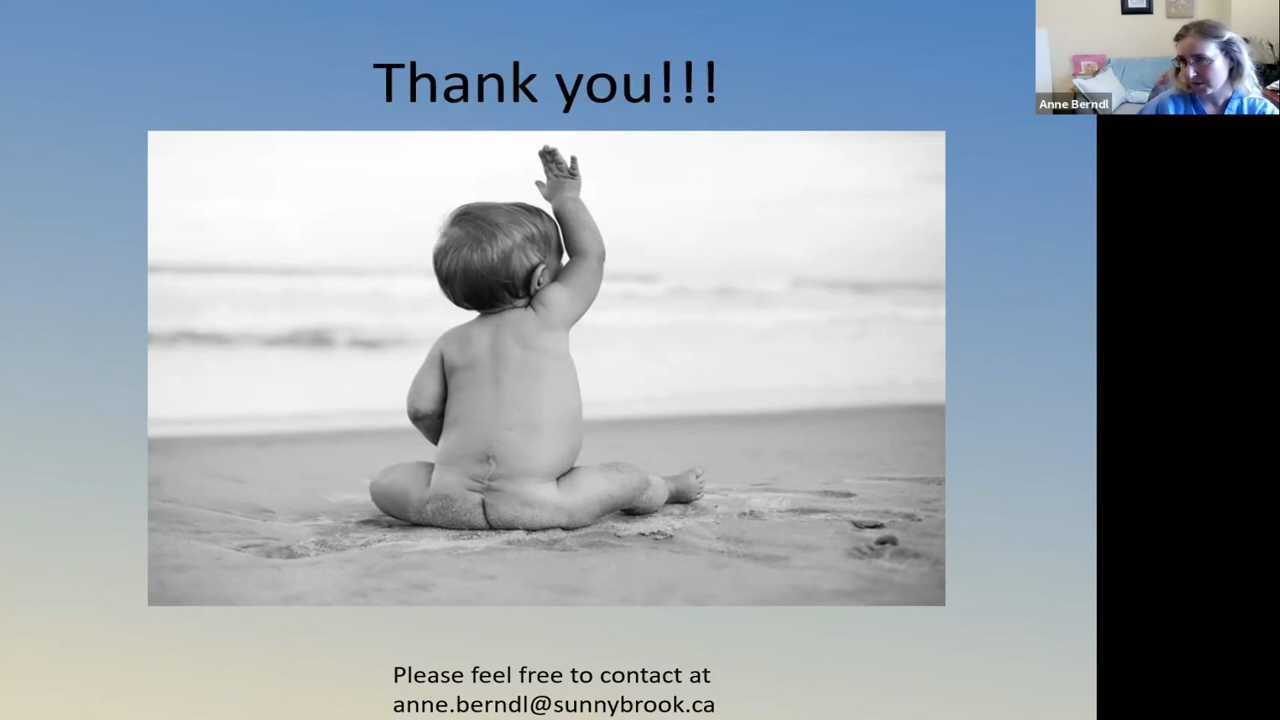 Thank you!!!
Anne Berndl
Please feel free to contact at
anne.berndl@sunnybrook.ca